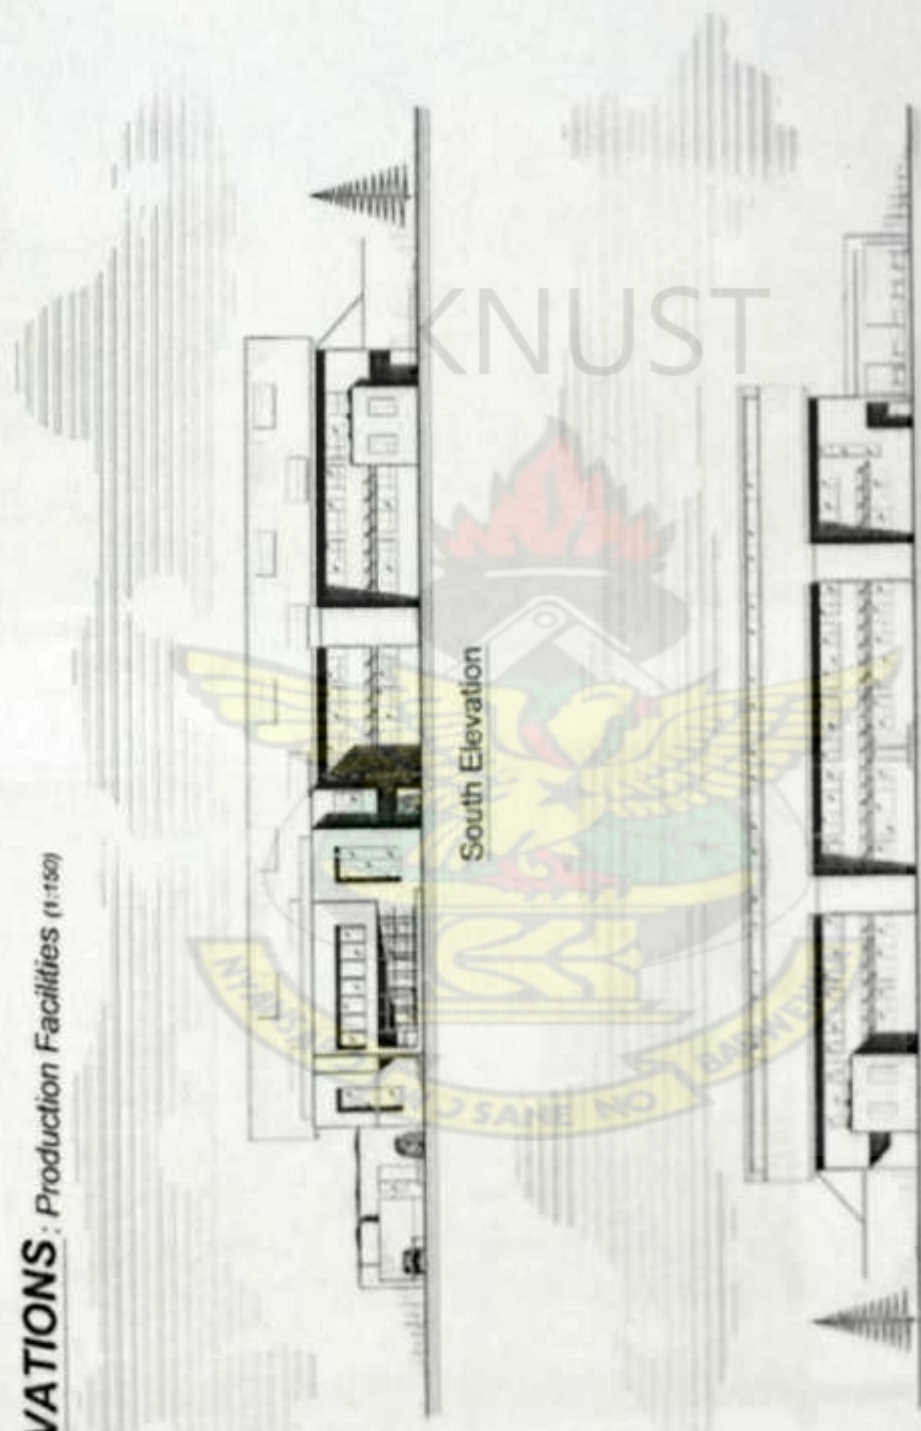 VATIONS : Production Facilities (1:150)
South Elevation
KNUST
SANE NO